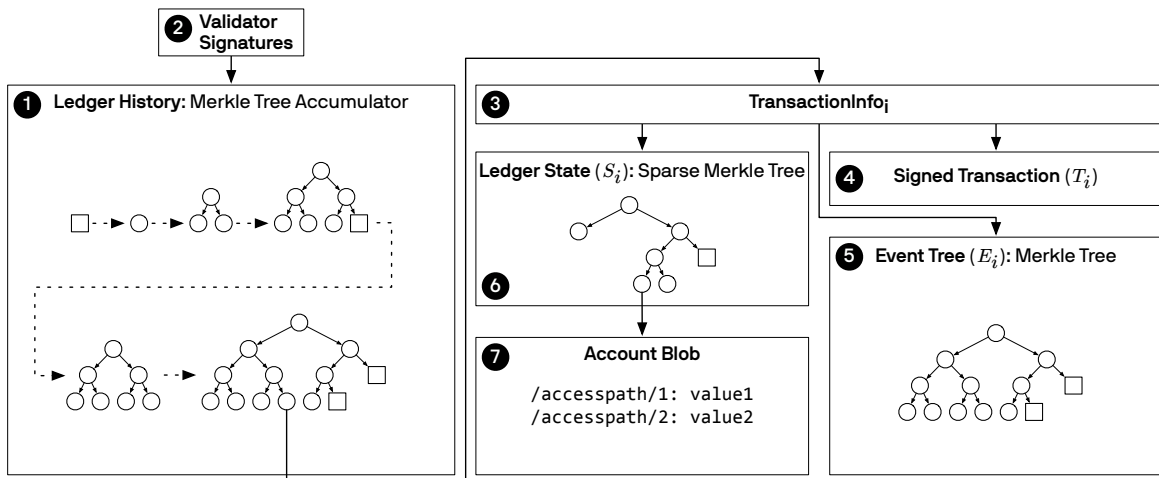 2 Validator
Signatures
1 Ledger History: Merkle Tree Accumulator
3 TransactionInfoi
Ledger State (Si): Sparse Merkle Tree
6
4 Signed Transaction (Ti)
5 Event Tree (Ei): Merkle Tree
7 Account Blob
/accesspath/1: value1
/accesspath/2: value2